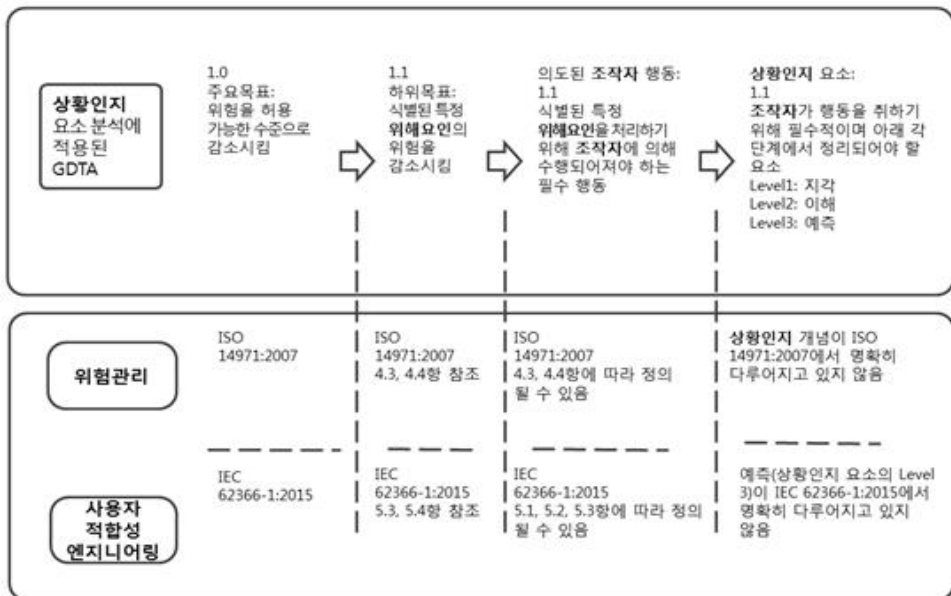 상황인지
요소 분석에
적용된
GDTA
1.0
주요목표:
위험을 허용
가능한 수준으로
감소시킴
1.1
하위목표:
식별된 특정
위해요인의
위험을
감소시킴
의도된 조작자 행동:
1.1
식별된 특정
위해요인을 처리하기
위해 조작자에 의해
수행되어져야 하는
필수 행동
상황인지 요소:
1.1
조작자가 행동을 취하기
위해 필수적이며 아래 각
단계에서 정리되어야 할
요소
Level1: 지각
Level2: 이해
Level3: 예측
위험관리
ISO
14971:2007
ISO
14971:2007
4.3, 4.4항 참조
ISO
14971:2007
4.3, 4.4항에 따라 정의
될 수 있음
상황인지 개념이 ISO
14971:2007에서 명확히
다루어지고 있지 않음
사용자
적합성
엔지니어링
IEC
62366-1:2015
IEC
62366-1:2015
5.3, 5.4항 참조
IEC
62366-1:2015
5.1, 5.2, 5.3항에 따라 정의
될 수 있음
예측(상황인지 요소의 Level
3)이 IEC 62366-1:2015에서
명확히 다루어지고 있지
않음